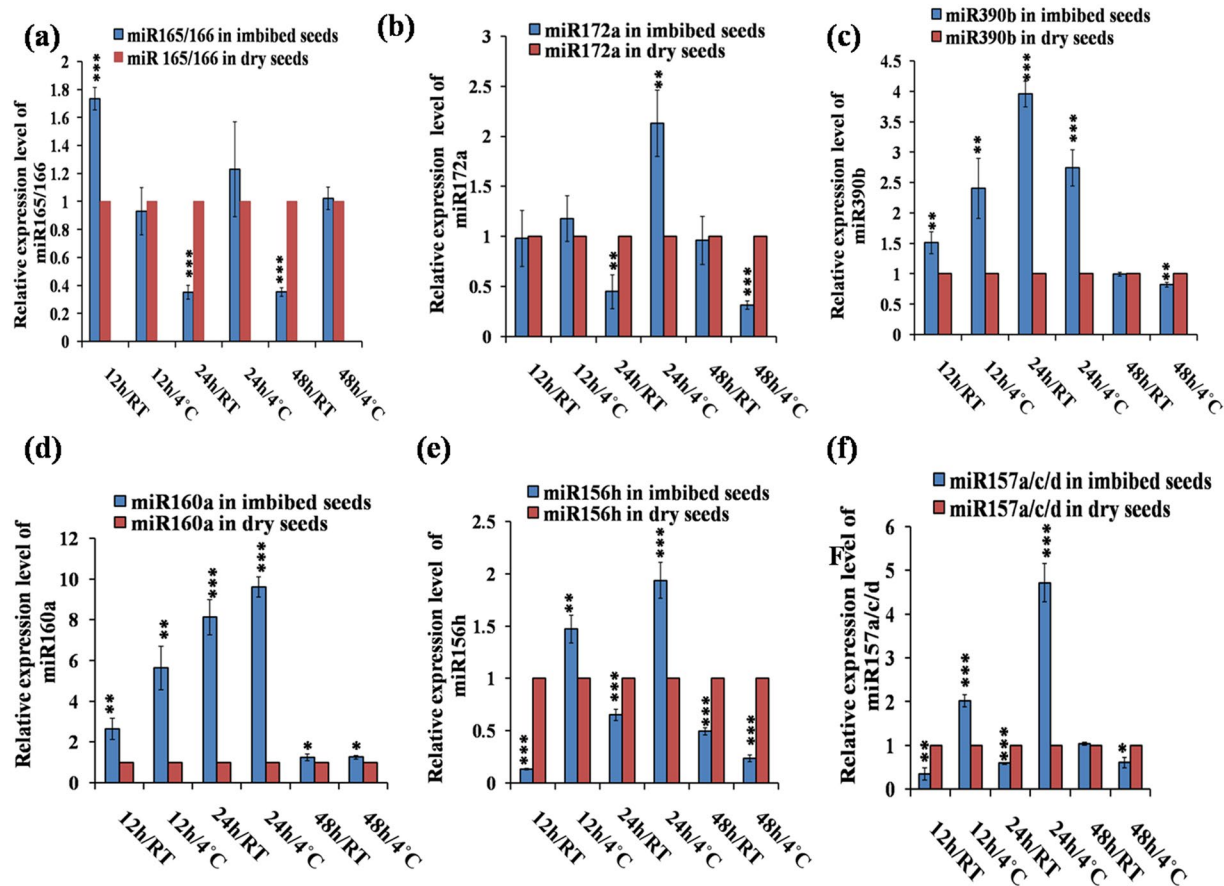 (a)
miR165/166 in imbibed seeds
miR 165/166 in dry seeds
Relative expression level of
miR165/166
2
1.8
1.6
1.4
1.2
1
0.8
0.6
0.4
0.2
0
***
***
***
12h/RT
12h/4°C
24h/RT
24h/4°C
48h/RT
48h/4°C
(b)
miR172a in imbibed seeds
miR172a in dry seeds
Relative expression level of
miR172a
3
2.5
2
1.5
1
0.5
0
**
**
***
12h/RT
12h/4°C
24h/RT
24h/4°C
48h/RT
48h/4°C
(c)
miR390b in imbibed seeds
miR390b in dry seeds
Relative expression level of
miR390b
4.5
4
3.5
3
2.5
2
1.5
1
0.5
0
**
**
***
***
**
12h/RT
12h/4°C
24h/RT
24h/4°C
48h/RT
48h/4°C
(d)
miR160a in imbibed seeds
miR160a in dry seeds
Relative expression level of
miR160a
12
10
8
6
4
2
0
**
**
***
***
*
*
12h/RT
12h/4°C
24h/RT
24h/4°C
48h/RT
48h/4°C
(e)
miR156h in imbibed seeds
miR156h in dry seeds
Relative expression level of
miR156h
2.5
2
1.5
1
0.5
0
***
**
***
***
***
***
12h/RT
12h/4°C
24h/RT
24h/4°C
48h/RT
48h/4°C
(f)
miR157a/c/d in imbibed seeds
miR157a/c/d in dry seeds
F
Relative expression level of
miR157a/c/d
6
5
4
3
2
1
0
**
***
***
***
*
12h/RT
12h/4°C
24h/RT
24h/4°C
48h/RT
48h/4°C